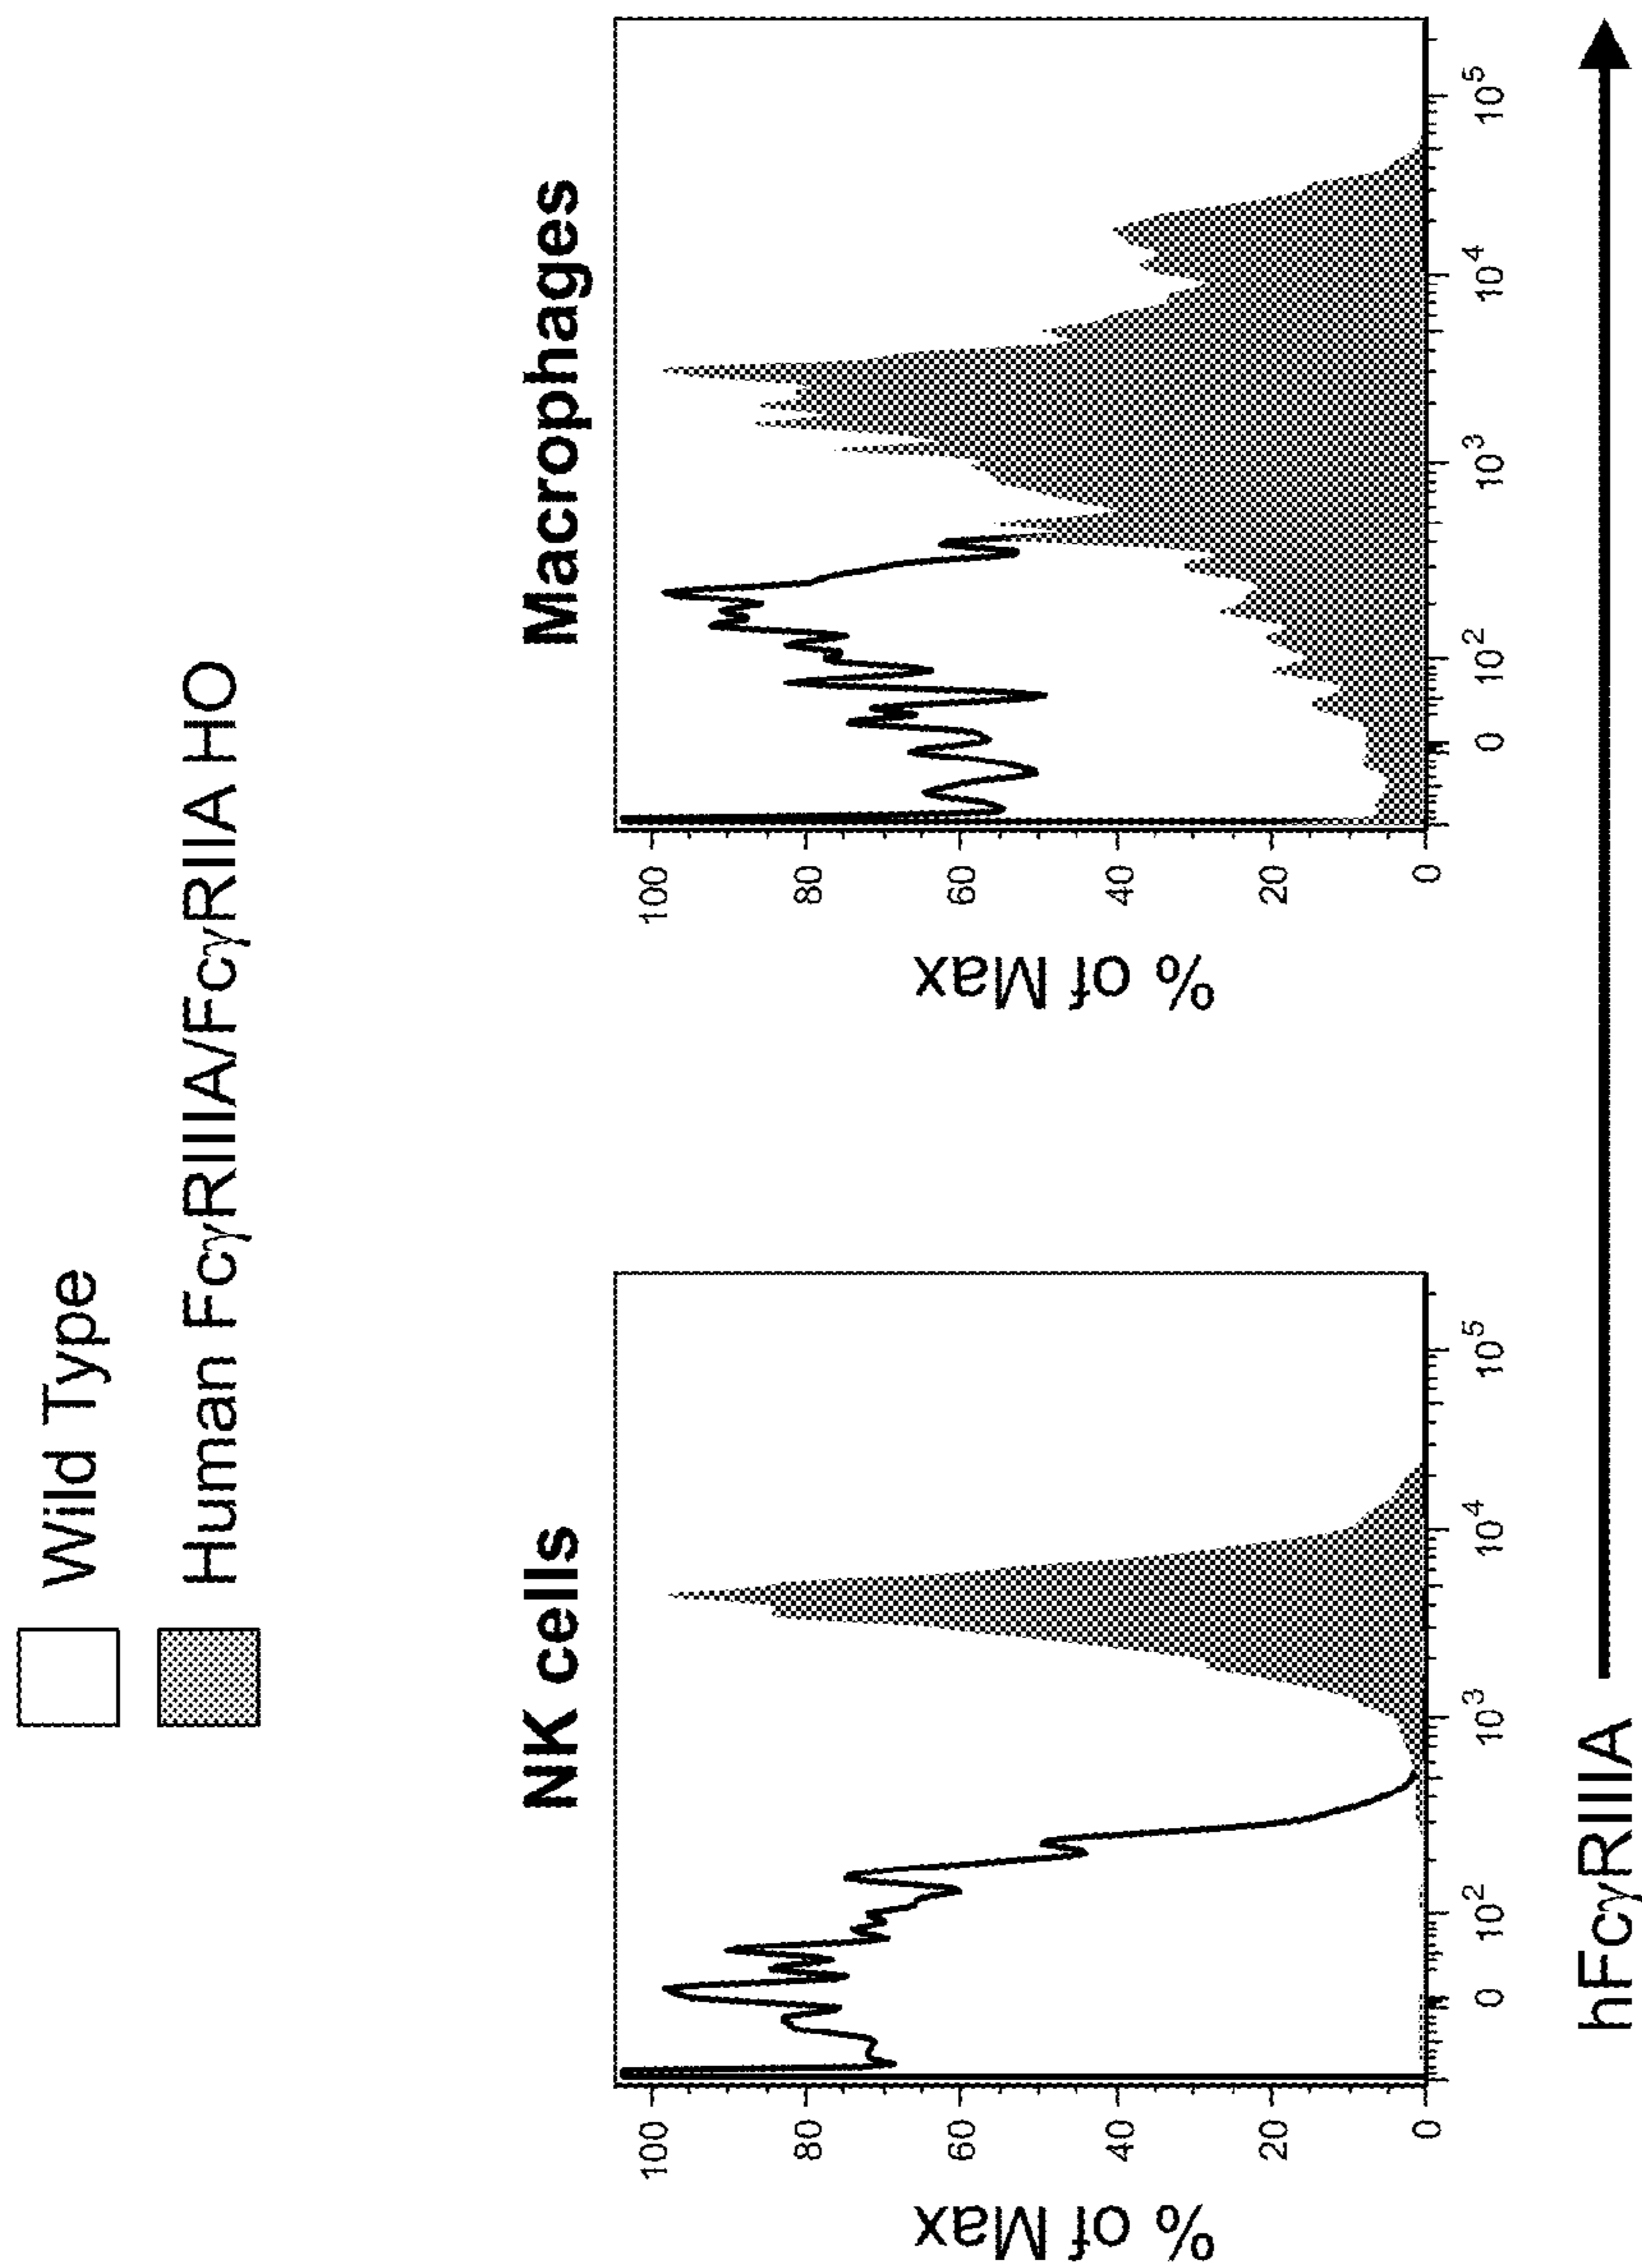 Wild Type
Human FcγRIIIA/FcγRIIA HO
NK cells
% of Max
100
80
60
40
20
0
0 10² 10³ 10⁴ 10⁵
Macrophages
% of Max
100
80
60
40
20
0
0 10² 10³ 10⁴ 10⁵
hFcγRIIIA